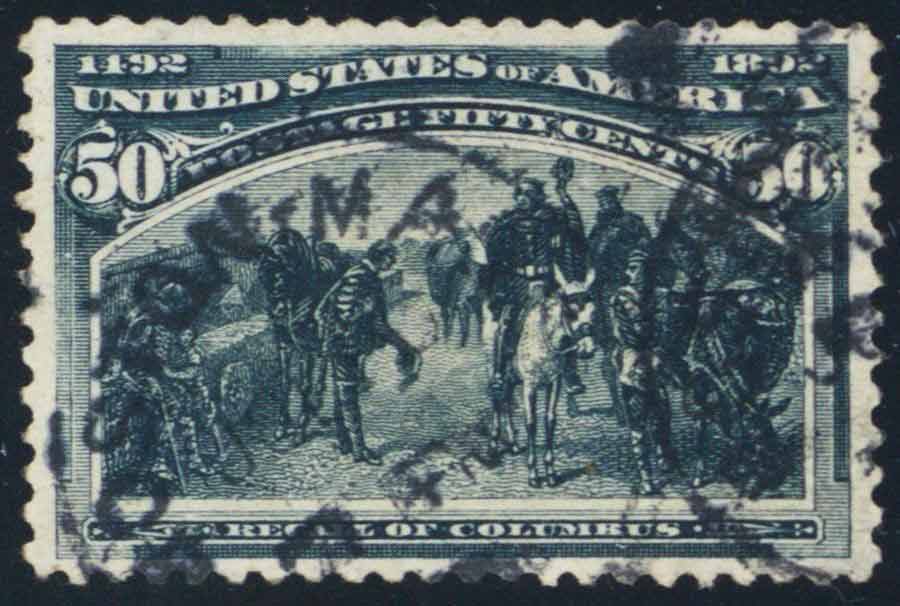 1492 1892
UNITED STATES OF AMERICA
50 POSTAGE FIFTY CENTS 50
RECALL OF COLUMBUS